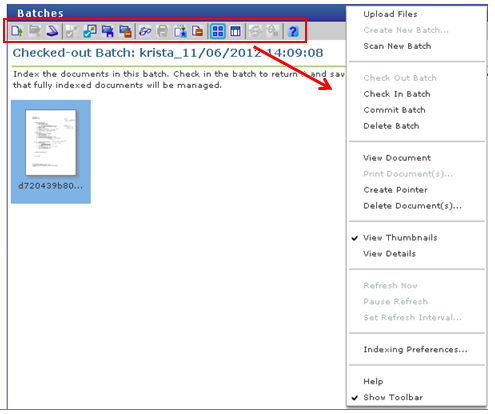 Batches
Checked-out Batch: krista_11/06/2012 14:09:08
Index the documents in this batch. Check in the batch to return it and sav
that fully indexed documents will be managed.
d720439b80...
Upload Files
Create New Batch...
Scan New Batch
Check Out Batch
Check In Batch
Commit Batch
Delete Batch
View Document
Print Document(s)...
Create Pointer
Delete Document(s)...
View Thumbnails
View Details
Refresh Now
Pause Refresh
Set Refresh Interval...
Indexing Preferences...
Help
Show Toolbar